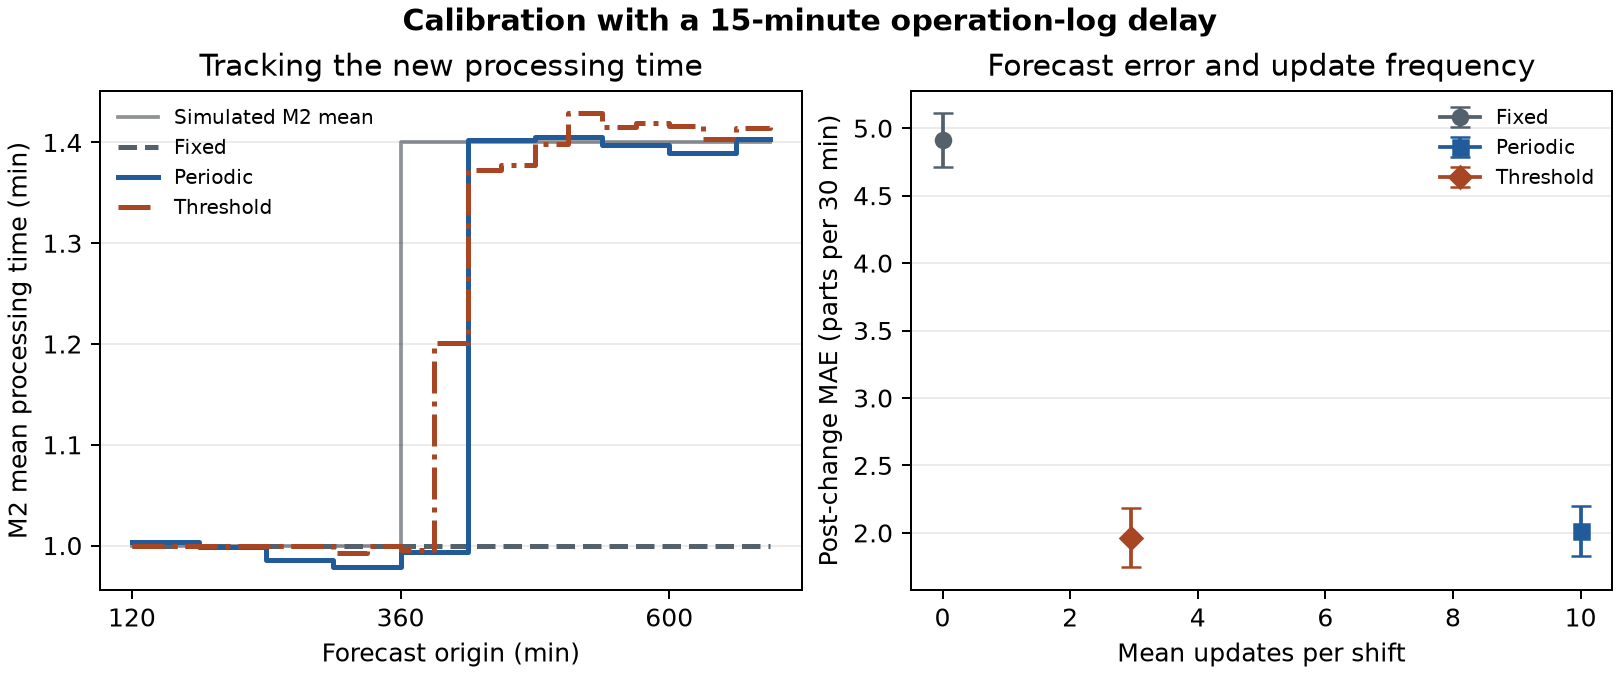 Calibration with a 15-minute operation-log delay
Tracking the new processing time
M2 mean processing time (min)
1.4
1.3
1.2
1.1
1.0
Simulated M2 mean
Fixed
Periodic
Threshold
120
360
600
Forecast origin (min)
Forecast error and update frequency
Post-change MAE (parts per 30 min)
5.0
4.5
4.0
3.5
3.0
2.5
2.0
Fixed
Periodic
Threshold
0
2
4
6
8
10
Mean updates per shift